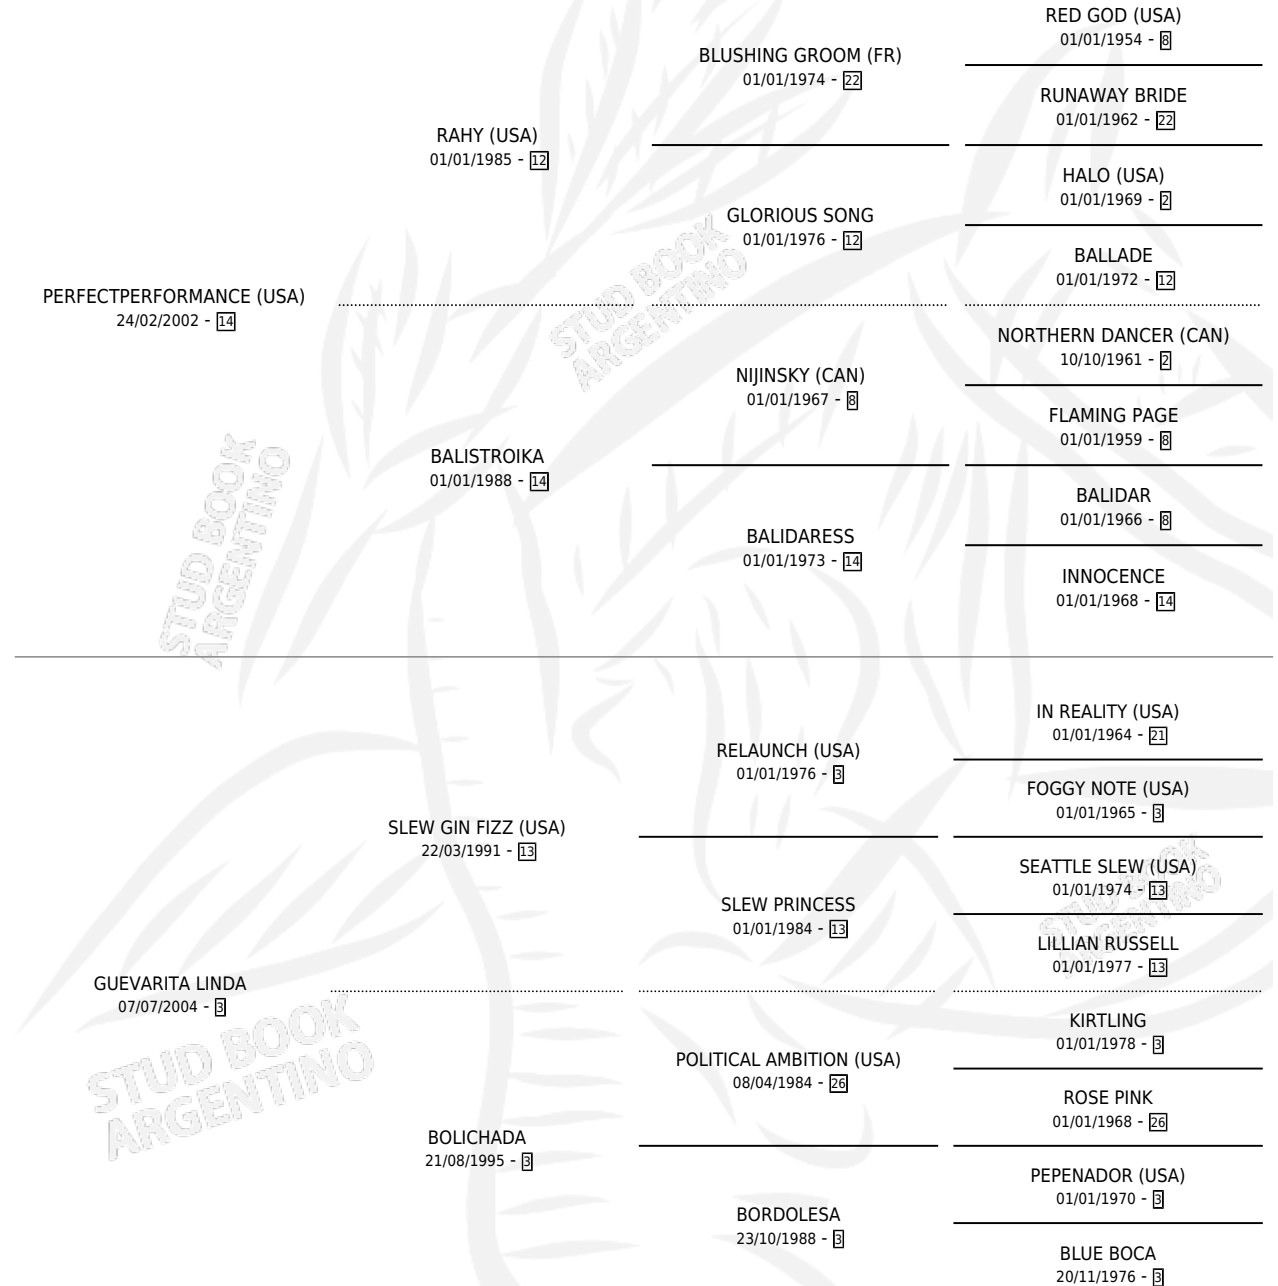 RED GOD (USA)
01/01/1954 - 8
BLUSHING GROOM (FR)
01/01/1974 - 22
RUNAWAY BRIDE
01/01/1962 - 22
RAHY (USA)
01/01/1985 - 12
HALO (USA)
01/01/1969 - 2
GLORIOUS SONG
01/01/1976 - 12
BALLADE
01/01/1972 - 12
PERFECTPERFORMANCE (USA)
24/02/2002 - 14
STUD BOOK
ARGENTINO
NORTHERN DANCER (CAN)
10/10/1961 - 2
NIJINSKY (CAN)
01/01/1967 - 8
FLAMING PAGE
01/01/1959 - 8
BALISTROIKA
01/01/1988 - 14
BALIDAR
01/01/1966 - 8
BALIDARESS
01/01/1973 - 14
INNOCENCE
01/01/1968 - 14
STUD BOOK
ARGENTINO
IN REALITY (USA)
01/01/1964 - 21
RELAUNCH (USA)
01/01/1976 - 3
FOGGY NOTE (USA)
01/01/1965 - 3
SLEW GIN FIZZ (USA)
22/03/1991 - 13
SEATTLE SLEW (USA)
01/01/1974 - 13
SLEW PRINCESS
01/01/1984 - 13
LILLIAN RUSSELL
01/01/1977 - 13
STUD BOOK
ARGENTINO
GUEVARITA LINDA
07/07/2004 - 3
KIRTLING
01/01/1978 - 3
POLITICAL AMBITION (USA)
08/04/1984 - 26
ROSE PINK
01/01/1968 - 26
STUD BOOK
ARGENTINO
BOLICHADA
21/08/1995 - 3
PEPENADOR (USA)
01/01/1970 - 3
BORDOLESA
23/10/1988 - 3
BLUE BOCA
20/11/1976 - 3